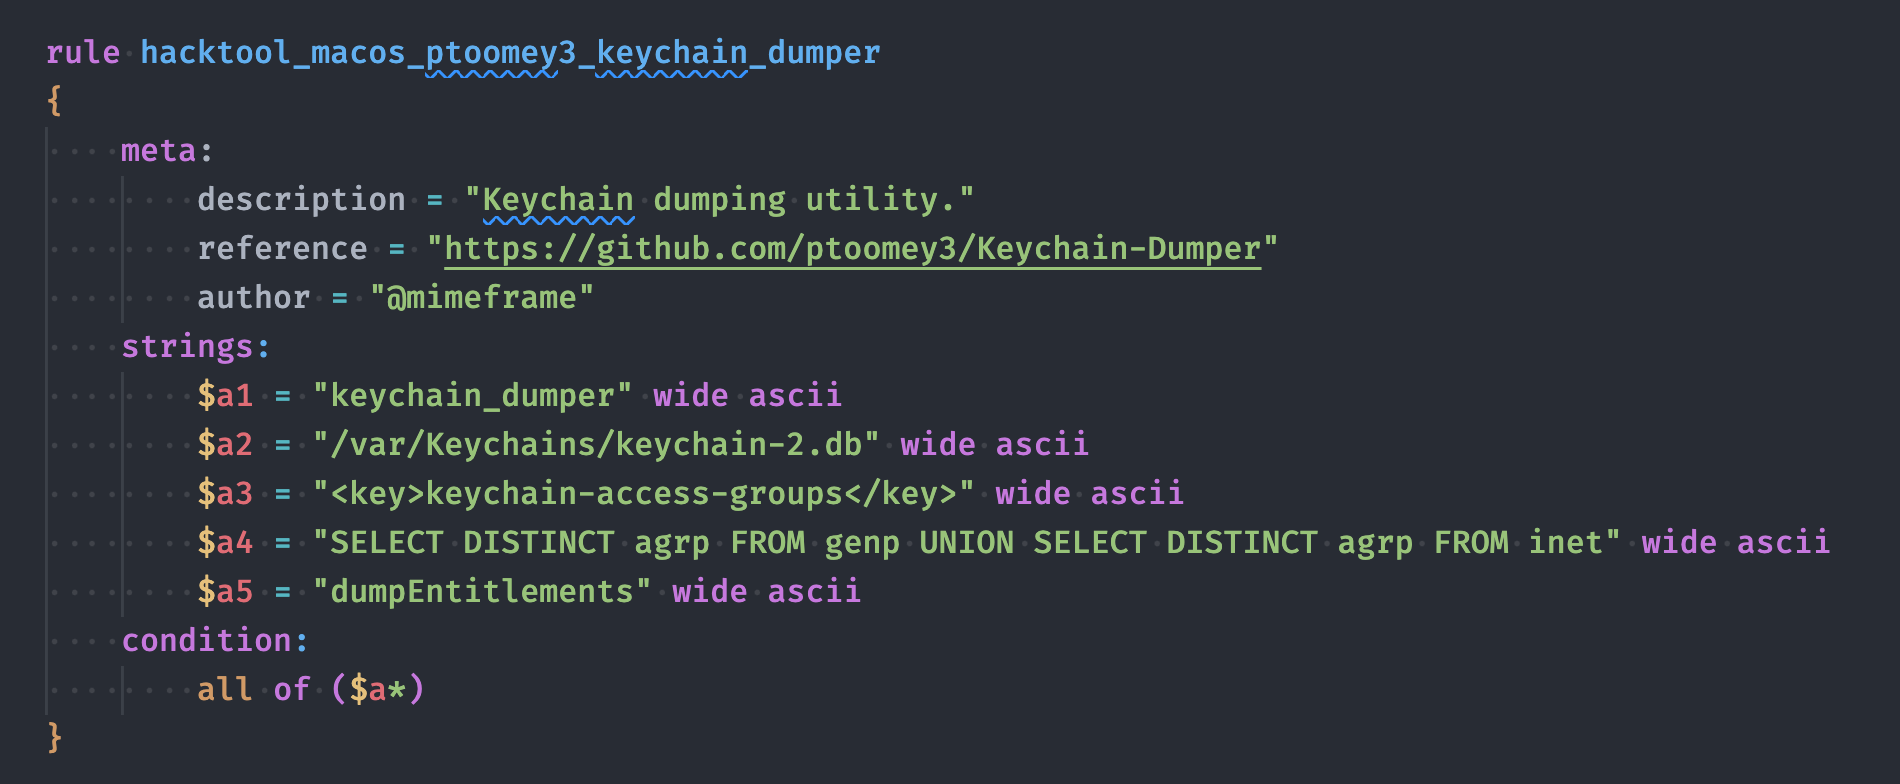 rule hacktool_macos_ptoomey3_keychain_dumper
{
    meta:
        description = "Keychain dumping utility."
        reference = "https://github.com/ptoomey3/Keychain-Dumper"
        author = "@mimeframe"
    strings:
        $a1 = "keychain_dumper" wide ascii
        $a2 = "/var/Keychains/keychain-2.db" wide ascii
        $a3 = "<key>keychain-access-groups</key>" wide ascii
        $a4 = "SELECT DISTINCT agrp FROM genp UNION SELECT DISTINCT agrp FROM inet" wide ascii
        $a5 = "dumpEntitlements" wide ascii
    condition:
        all of ($a*)
}